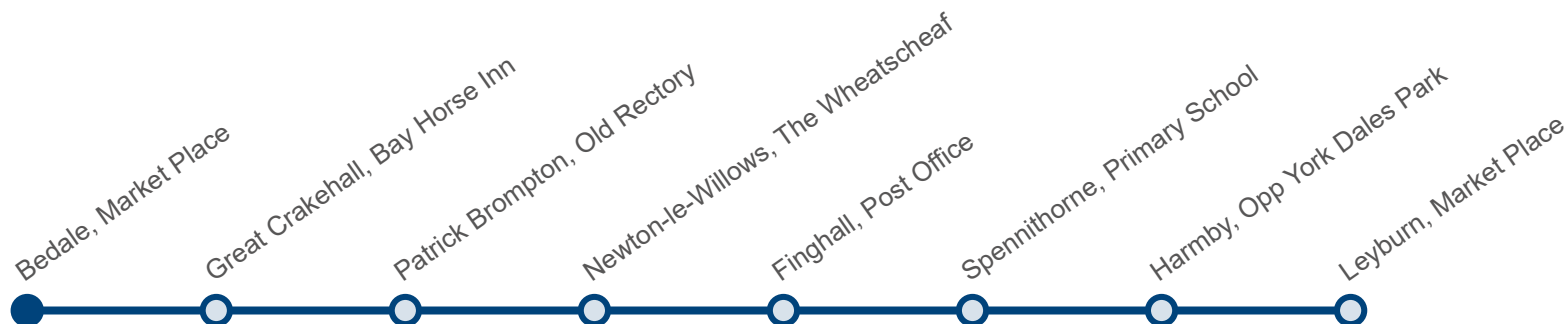 Bedale, Market Place
Great Crakehall, Bay Horse Inn
Patrick Brompton, Old Rectory
Newton-le-Willows, The Wheatscheaf
Finghall, Post Office
Spennithorne, Primary School
Harmby, Opp York Dales Park
Leyburn, Market Place